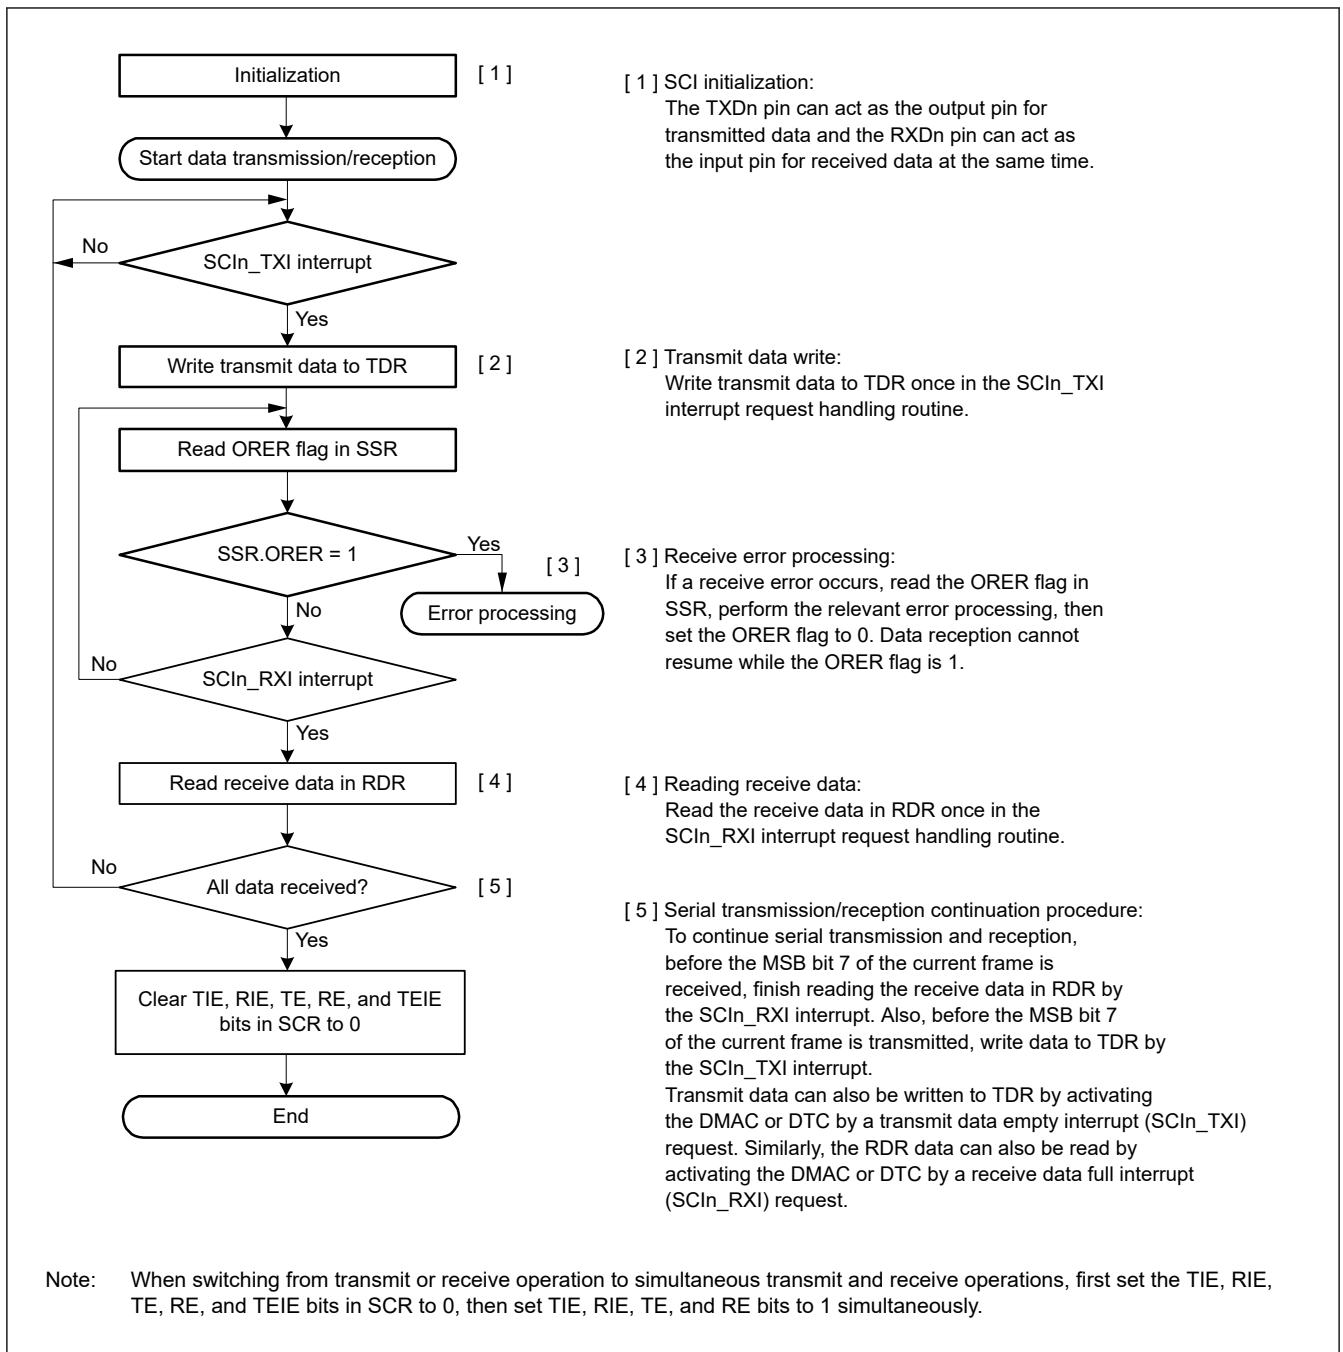 Initialization
[ 1 ]
Start data transmission/reception
No
SCIn_TXI interrupt
Yes
Write transmit data to TDR
[ 2 ]
Read ORER flag in SSR
SSR.ORER = 1
Yes
[ 3 ]
Error processing
No
No
SCIn_RXI interrupt
Yes
Read receive data in RDR
[ 4 ]
No
All data received?
[ 5 ]
Yes
Clear TIE, RIE, TE, RE, and TEIE
bits in SCR to 0
End
[ 1 ] SCI initialization:
The TXDn pin can act as the output pin for
transmitted data and the RXDn pin can act as
the input pin for received data at the same time.
[ 2 ] Transmit data write:
Write transmit data to TDR once in the SCIn_TXI
interrupt request handling routine.
[ 3 ] Receive error processing:
If a receive error occurs, read the ORER flag in
SSR, perform the relevant error processing, then
set the ORER flag to 0. Data reception cannot
resume while the ORER flag is 1.
[ 4 ] Reading receive data:
Read the receive data in RDR once in the
SCIn_RXI interrupt request handling routine.
[ 5 ] Serial transmission/reception continuation procedure:
To continue serial transmission and reception,
before the MSB bit 7 of the current frame is
received, finish reading the receive data in RDR by
the SCIn_RXI interrupt. Also, before the MSB bit 7
of the current frame is transmitted, write data to TDR by
the SCIn_TXI interrupt.
Transmit data can also be written to TDR by activating
the DMAC or DTC by a transmit data empty interrupt (SCIn_TXI)
request. Similarly, the RDR data can also be read by
activating the DMAC or DTC by a receive data full interrupt
(SCIn_RXI) request.
Note: When switching from transmit or receive operation to simultaneous transmit and receive operations, first set the TIE, RIE,
TE, RE, and TEIE bits in SCR to 0, then set TIE, RIE, TE, and RE bits to 1 simultaneously.